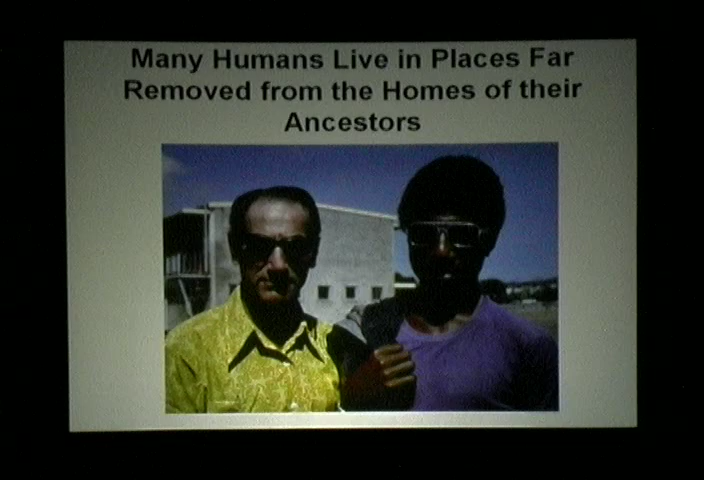 Many Humans Live in Places Far
Removed from the Homes of their
Ancestors